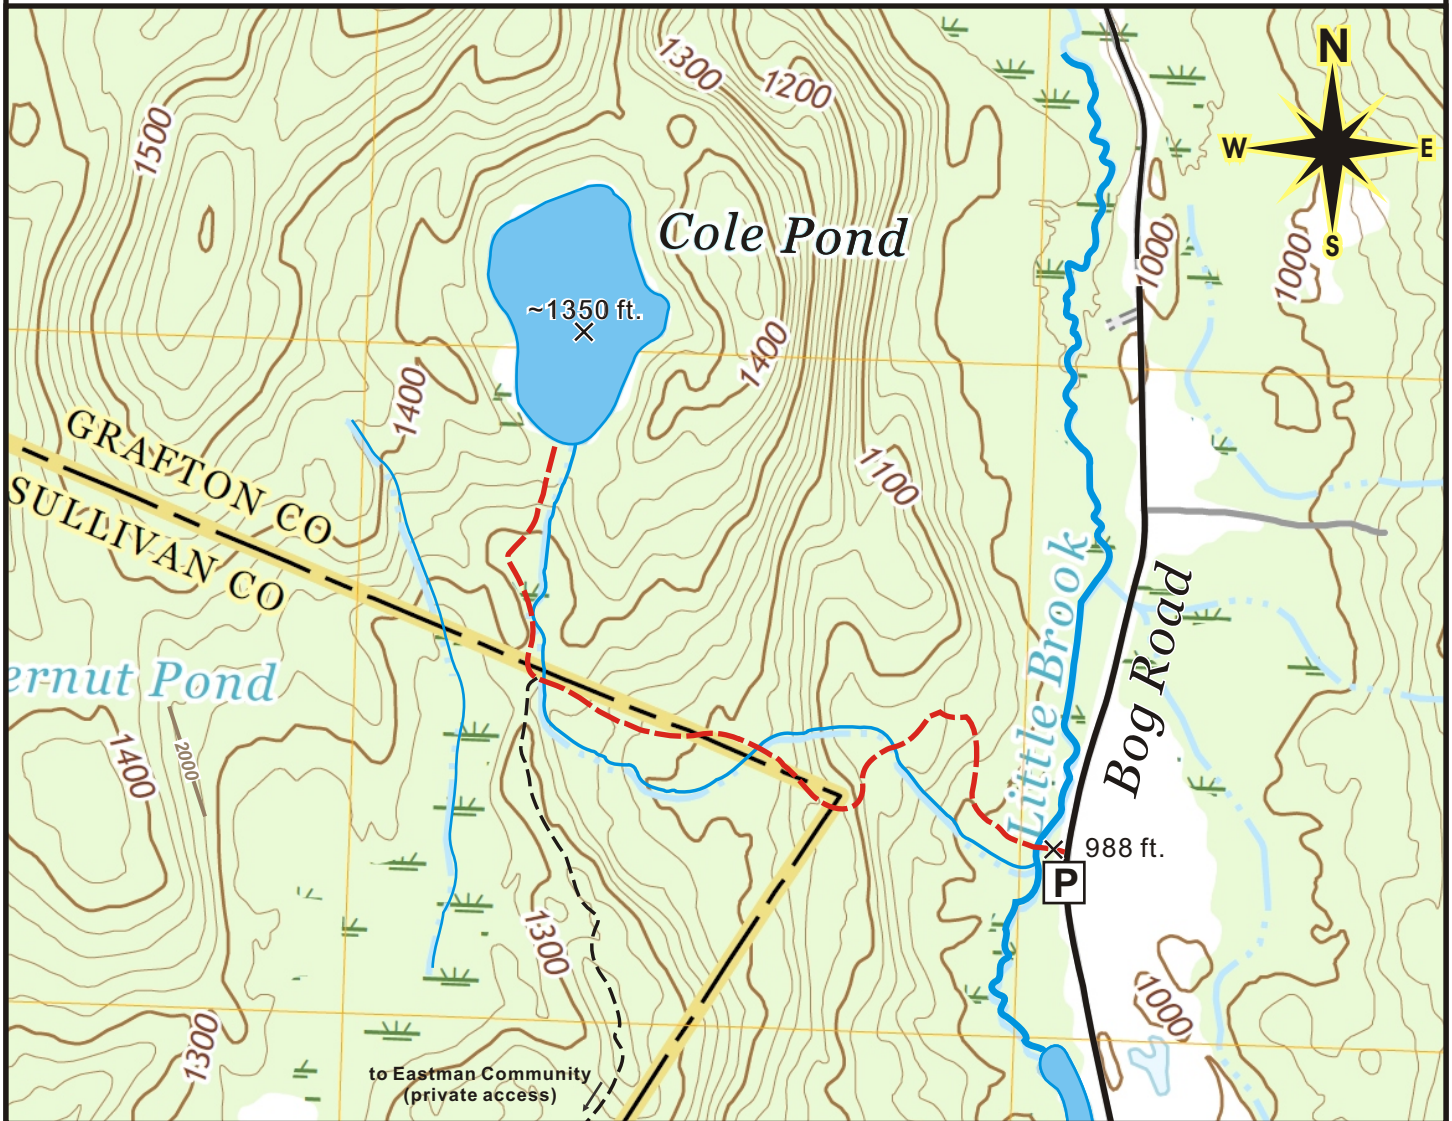 N
W E
S
1300
1200
1500
Cole Pond
1000
1000
~1350 ft.
1400
1400
GRAFTON CO
SULLIVAN CO
1100
Little Brook
Bog Road
ernut Pond
1400
2000
988 ft.
P
1300
1000
1300
to Eastman Community
(private access)